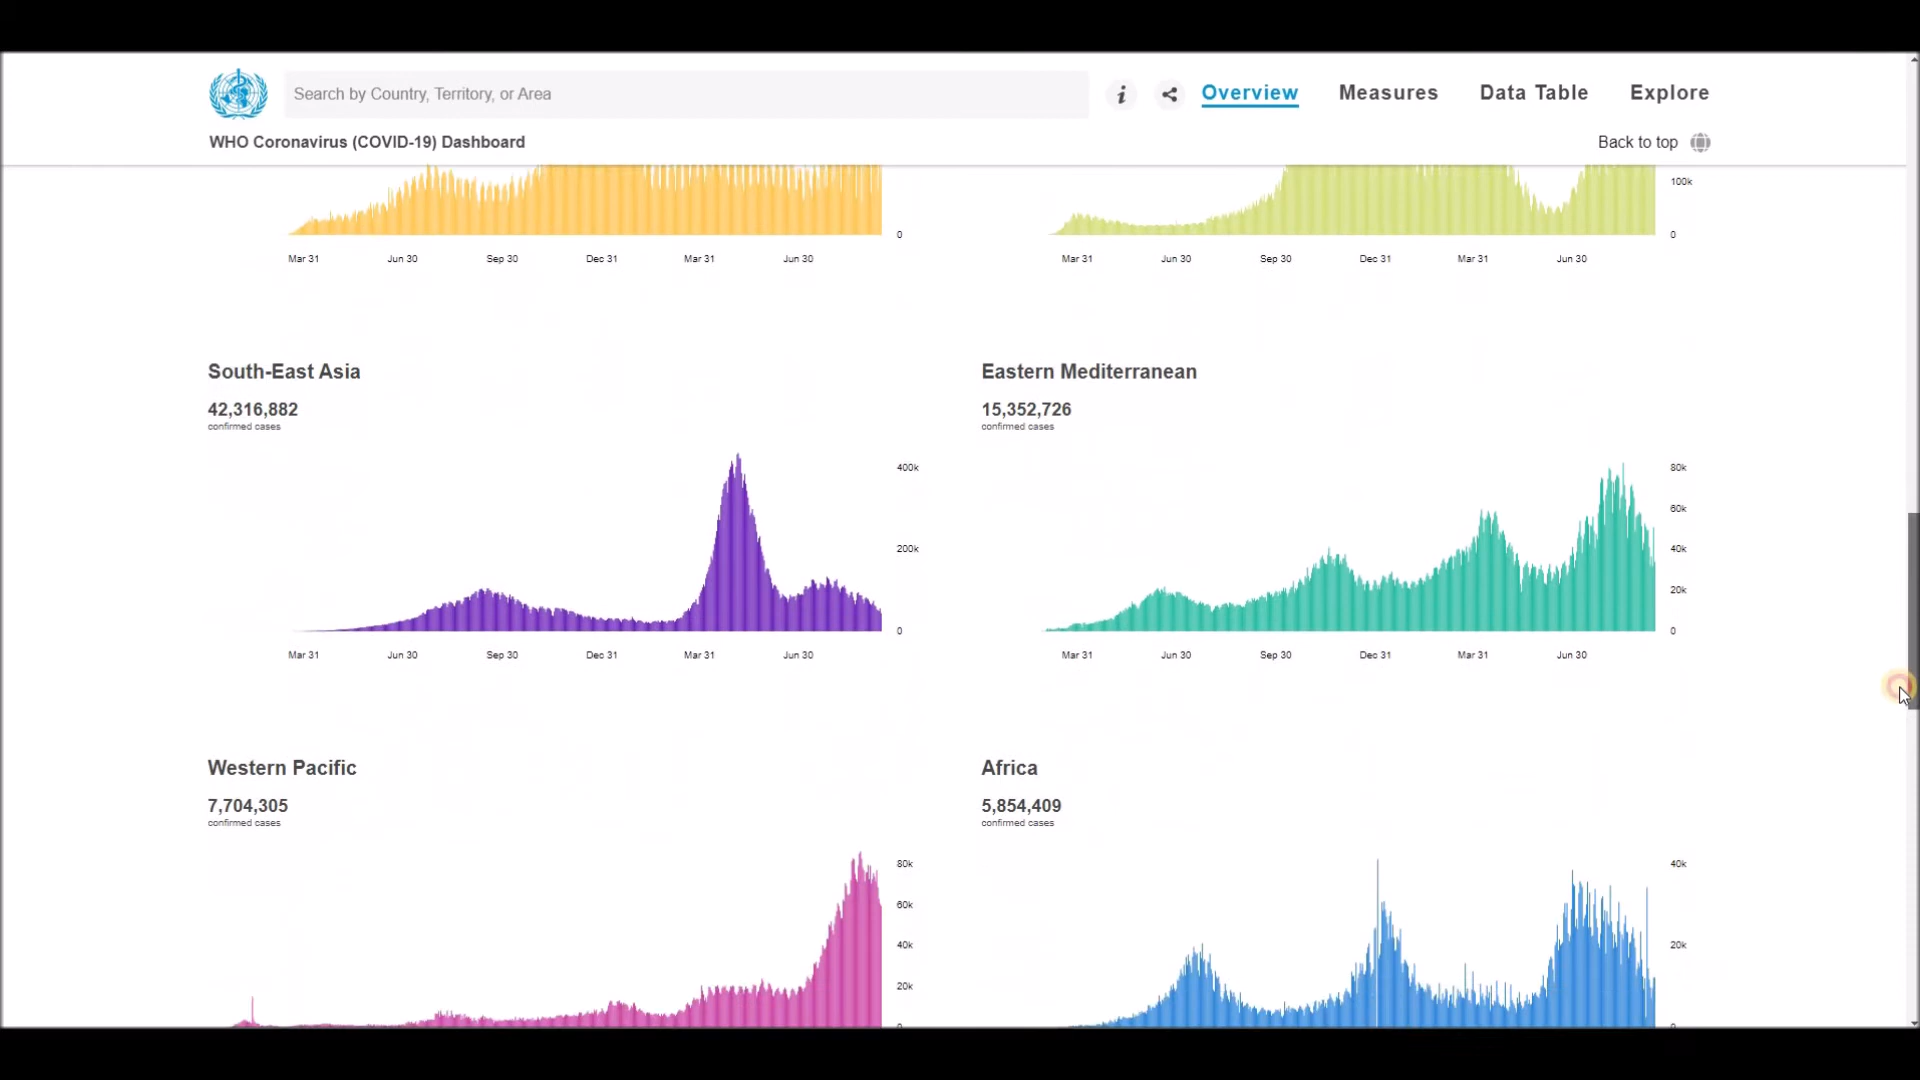 Search by Country, Territory, or Area
i
Overview
Measures
Data Table
Explore
WHO Coronavirus (COVID-19) Dashboard
Back to top
0
Mar 31 Jun 30 Sep 30 Dec 31 Mar 31 Jun 30
100k
0
Mar 31 Jun 30 Sep 30 Dec 31 Mar 31 Jun 30
South-East Asia
42,316,882
confirmed cases
400k
200k
0
Mar 31 Jun 30 Sep 30 Dec 31 Mar 31 Jun 30
Eastern Mediterranean
15,352,726
confirmed cases
80k
60k
40k
20k
0
Mar 31 Jun 30 Sep 30 Dec 31 Mar 31 Jun 30
Western Pacific
7,704,305
confirmed cases
80k
60k
40k
20k
0
Africa
5,854,409
confirmed cases
40k
20k
0